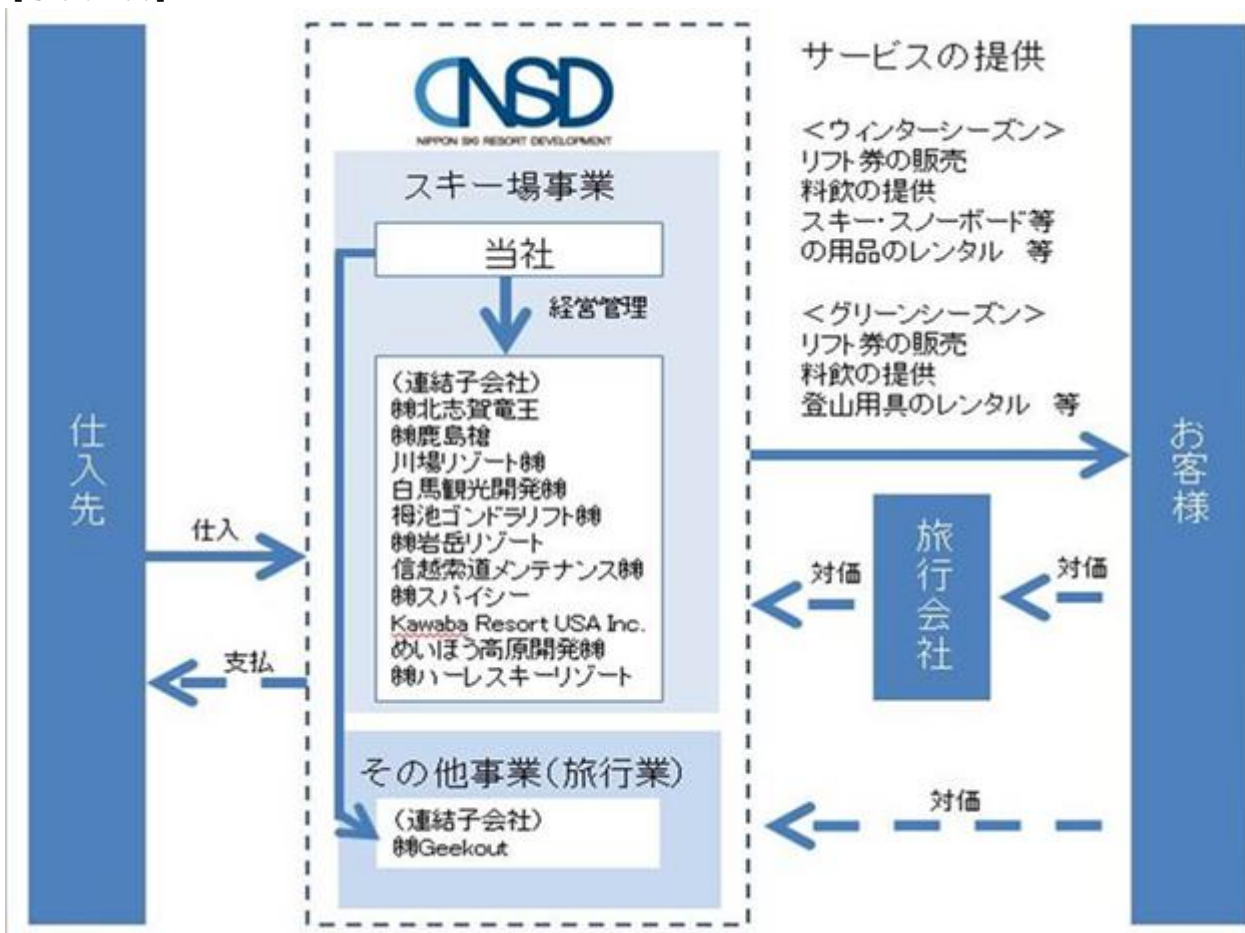 NSD
NIPPON SKI RESORT DEVELOPMENT
スキー場事業
当社
経営管理
(連結子会社)
㈱北志賀竜王
㈱鹿島槍
川場リゾート㈱
白馬観光開発㈱
栂池ゴンドラリフト㈱
㈱岩岳リゾート
信越索道メンテナンス㈱
㈱スパイシー
Kawaba Resort USA Inc.
めいほう高原開発㈱
㈱ハーレスキーリゾート
その他事業(旅行業)
(連結子会社)
㈱Geekout
仕入先
仕入
支払
サービスの提供
<ウィンターシーズン>
リフト券の販売
料飲の提供
スキー・スノーボード等
の用品のレンタル 等
<グリーンシーズン>
リフト券の販売
料飲の提供
登山用具のレンタル 等
対価
旅行会社
対価
対価
お客様